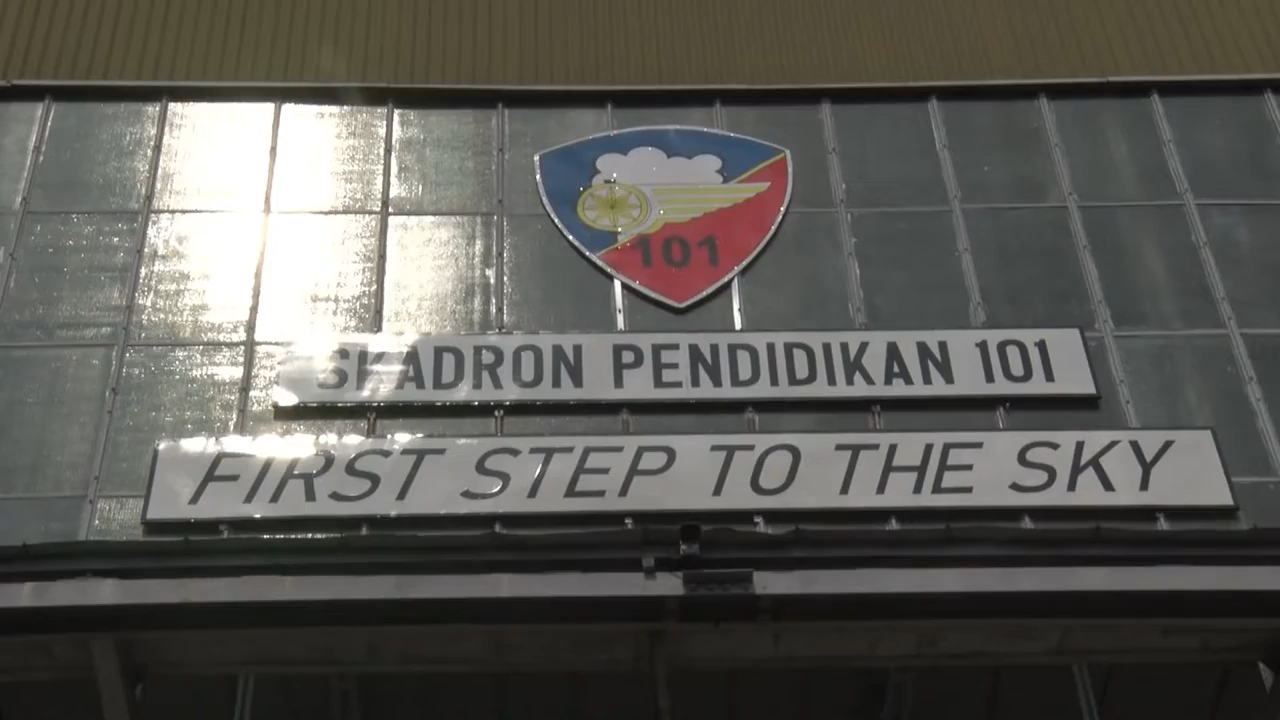 101
SKADRON PENDIDIKAN 101
FIRST STEP TO THE SKY